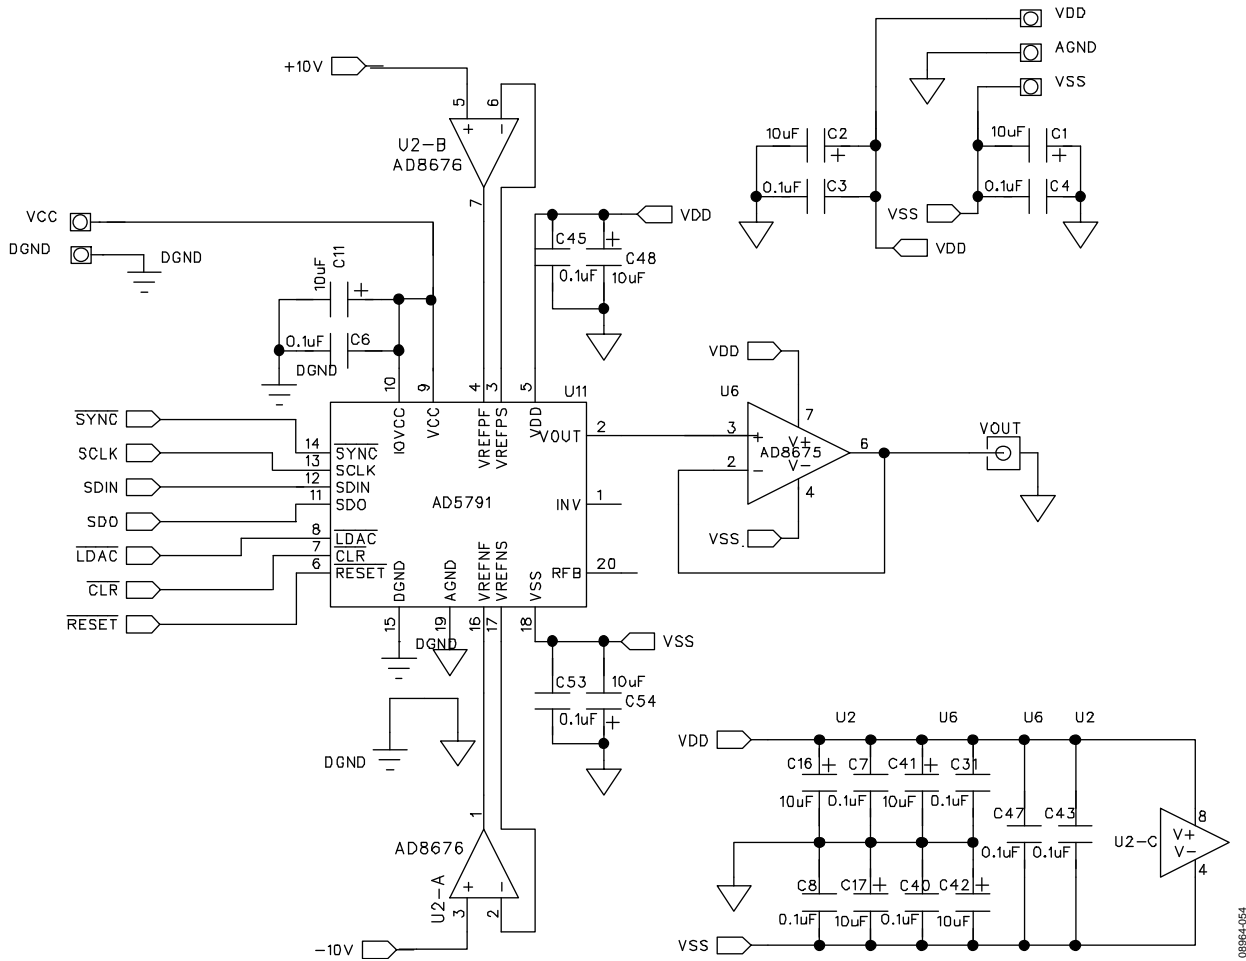 VDD
AGND
VSS
+10V
5
6
+
−
U2-B
AD8676
7
10uF
C2
+
0.1uF
C3
VDD
10uF
C1
+
0.1uF
C4
VSS
VCC
DGND
DGND
10uF
C11
+
0.1uF
C6
DGND
C45
0.1uF
+
C48
10uF
VDD
10
9
4
3
5
U11
IOVCC
VCC
VREFPF
VREFPS
VDD
SYNC
SCLK
SDIN
SDO
LDAC
CLR
RESET
14
13
12
11
8
7
6
SYNC
SCLK
SDIN
SDO
LDAC
CLR
RESET
AD5791
VOUT
2
INV
1
RFB
20
DGND
AGND
VREFNF
VREFNS
VSS
15
19
16
17
18
DGND
VDD
U6
7
3
+
V+
AD8675
2
−
V−
4
6
VSS.
VOUT
VSS
C53
0.1uF
10uF
C54
+
DGND
1
AD8676
U2-A
+
−
3
2
-10V
U2
U6
U6
U2
VDD
C16
+
C7
C41
+
C31
10uF
0.1uF
10uF
0.1uF
C47
C43
0.1uF
0.1uF
U2-C
8
V+
V−
4
C8
C17
+
C40
C42
+
0.1uF
10uF
0.1uF
10uF
VSS
08964-054